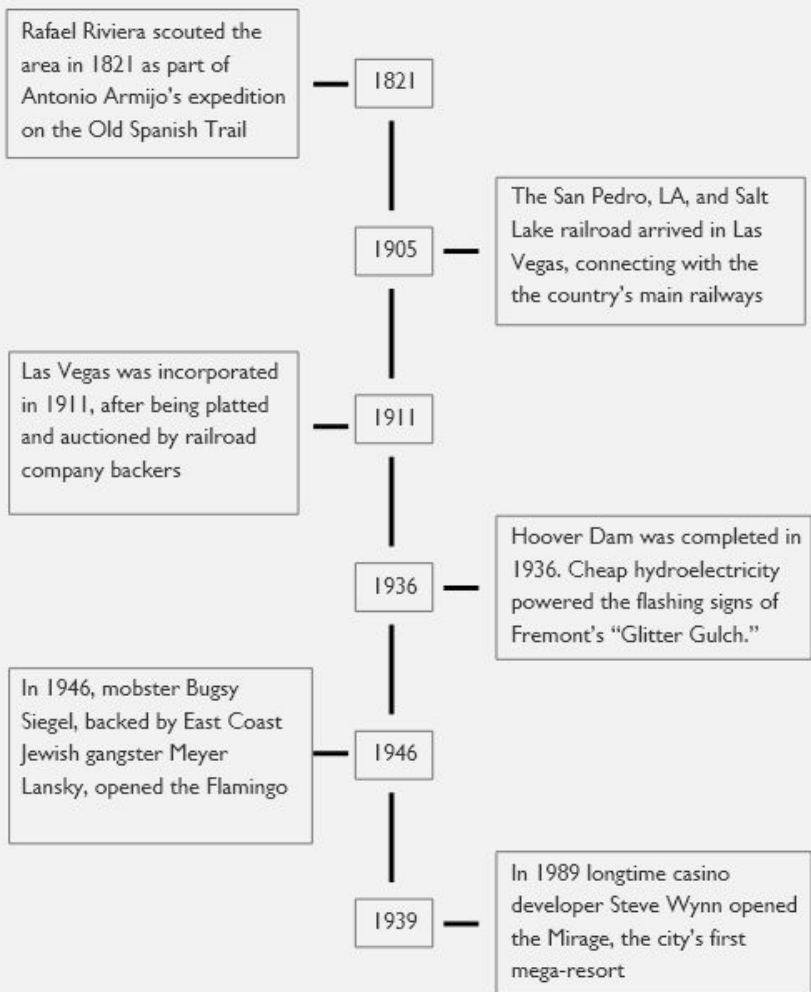 Rafael Riviera scouted the
area in 1821 as part of
Antonio Armijo's expedition
on the Old Spanish Trail
1821
The San Pedro, LA, and Salt
Lake railroad arrived in Las
Vegas, connecting with the
the country's main railways
1905
Las Vegas was incorporated
in 1911, after being platted
and auctioned by railroad
company backers
1911
Hoover Dam was completed in
1936. Cheap hydroelectricity
powered the flashing signs of
Fremont's “Glitter Gulch.”
1936
In 1946, mobster Bugsy
Siegel, backed by East Coast
Jewish gangster Meyer
Lansky, opened the Flamingo
1946
In 1989 longtime casino
developer Steve Wynn opened
the Mirage, the city's first
mega-resort
1939